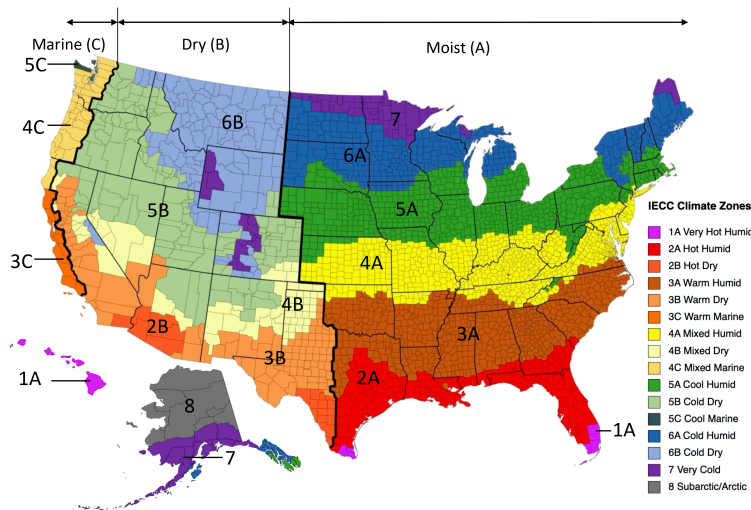 Marine (C)
Dry (B)
Moist (A)
5C
4C
6B
7
6A
5B
5A
3C
4A
4B
2B
3B
3A
2A
1A
8
7
1A
IECC Climate Zones
1A Very Hot Humid
2A Hot Humid
2B Hot Dry
3A Warm Humid
3B Warm Dry
3C Warm Marine
4A Mixed Humid
4B Mixed Dry
4C Mixed Marine
5A Cool Humid
5B Cold Dry
5C Cool Marine
6A Cold Humid
6B Cold Dry
7 Very Cold
8 Subarctic/Arctic